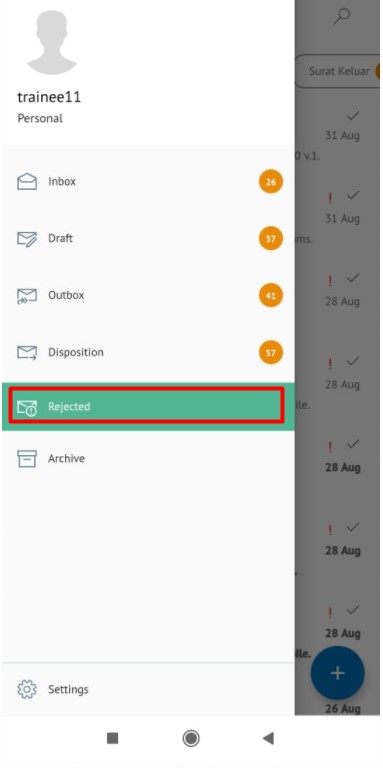 trainee11
Personal
Surat Keluar
Inbox 26
31 Aug
0 v.1.
Draft 37
31 Aug
ms.
Outbox 41
28 Aug
Disposition 57
28 Aug
Rejected
ile.
Archive
28 Aug
28 Aug
28 Aug
ile.
Settings
26 Aug